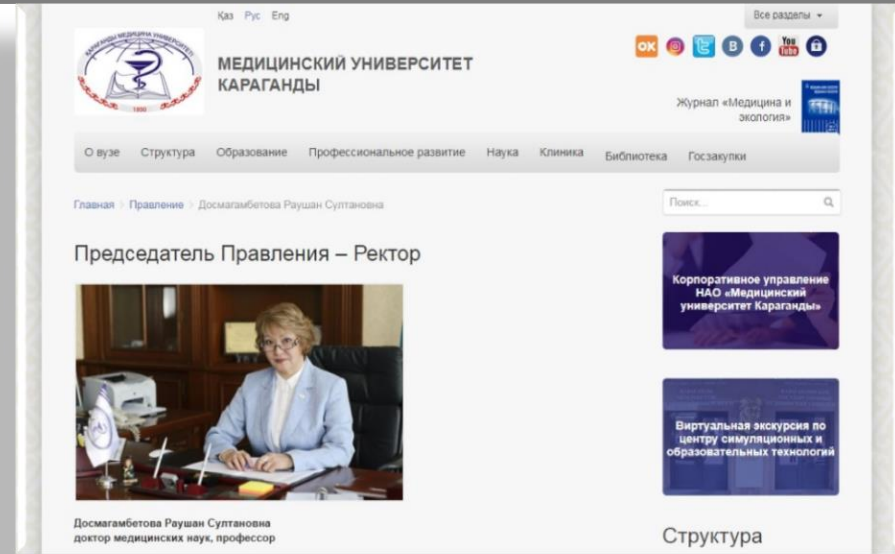 Қаз Рус Eng
Все разделы
МЕДИЦИНСКИЙ УНИВЕРСИТЕТ
КАРАГАНДЫ
Журнал «Медицина и
экология»
О вузе Структура Образование Профессиональное развитие Наука Клиника Библиотека Госзакупки
Главная > Правление > Досмагамбетова Раушан Султановна
Поиск...
Председатель Правления – Ректор
Корпоративное управление
НАО «Медицинский
университет Караганды»
Виртуальная экскурсия по
центру симуляционных и
образовательных технологий
Досмагамбетова Раушан Султановна
доктор медицинских наук, профессор
Структура